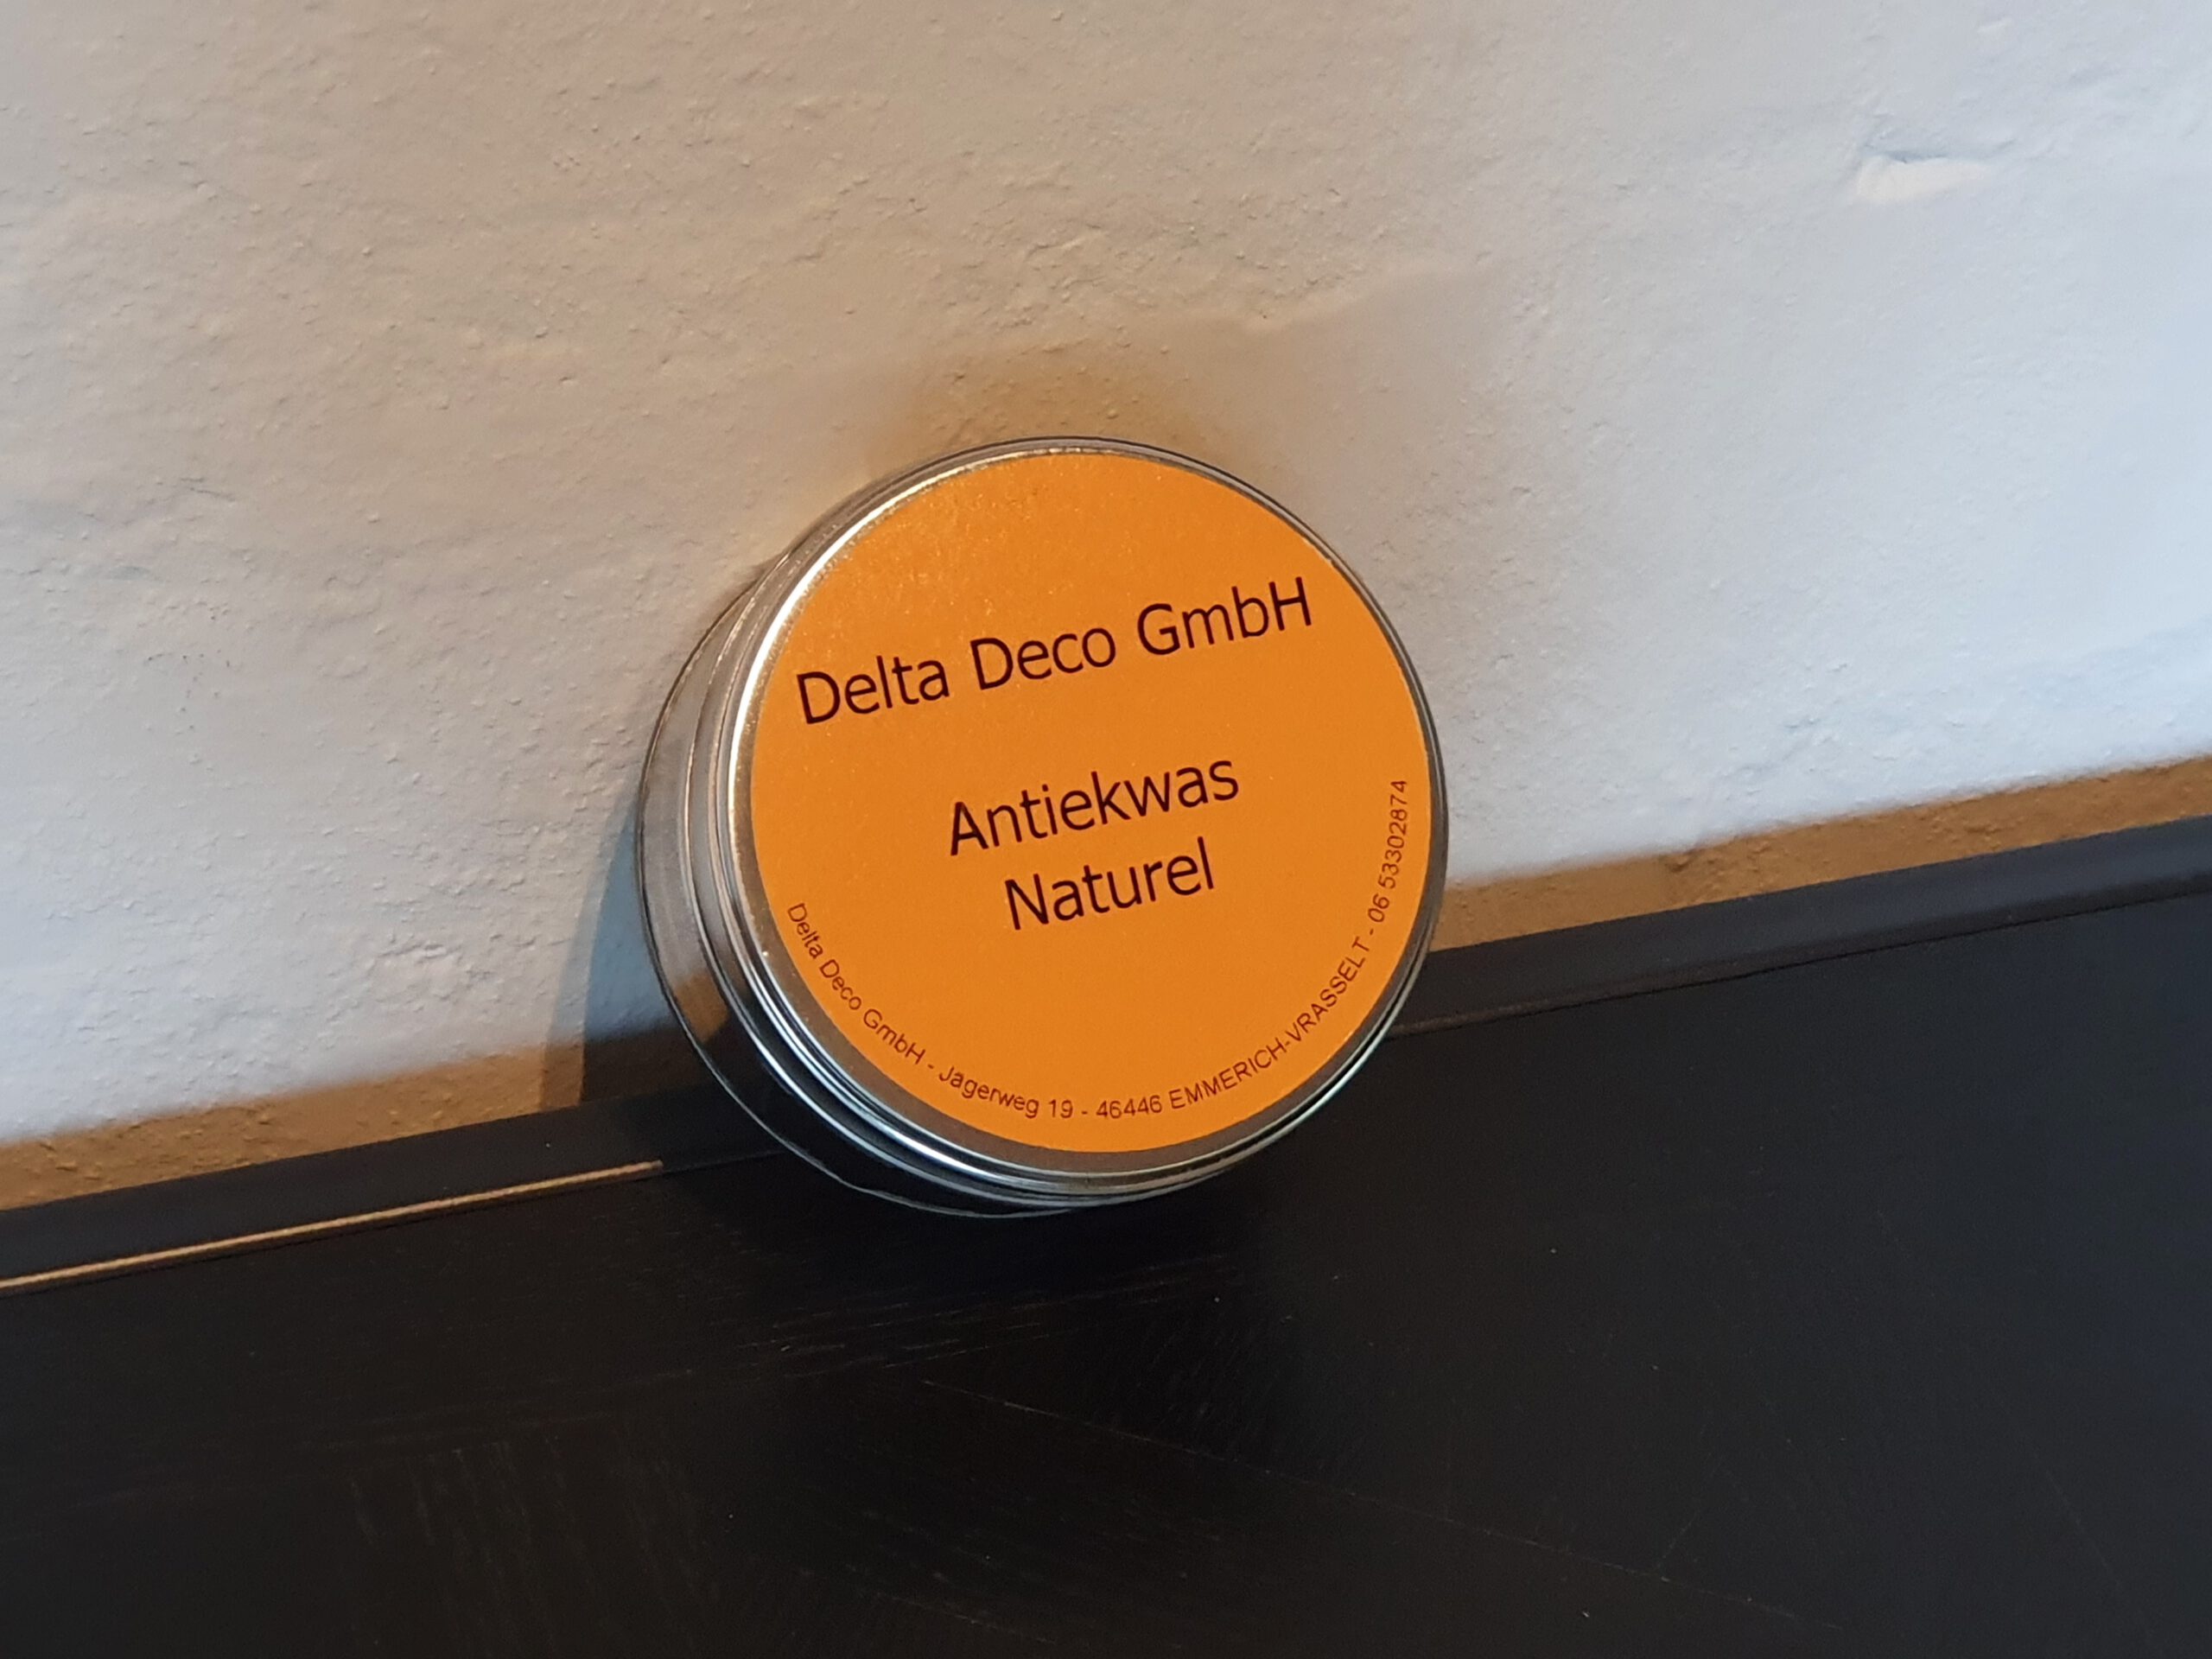 Delta Deco GmbH
Antiekwas
Naturel
Delta Deco GmbH - Jagerweg 19 - 46446 EMMERICH-VRASSELT - 06 53302874